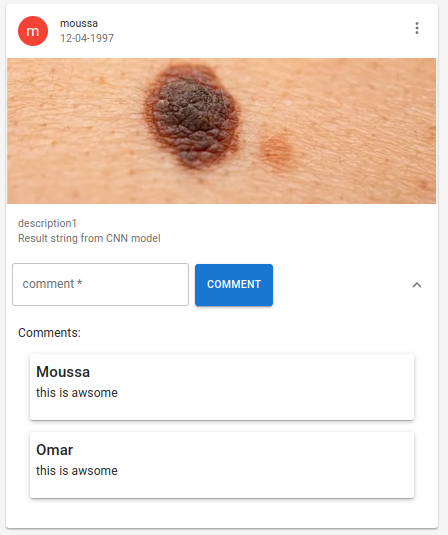 m
moussa
12-04-1997
description1
Result string from CNN model
comment *
COMMENT
Comments:
Moussa
this is awsome
Omar
this is awsome